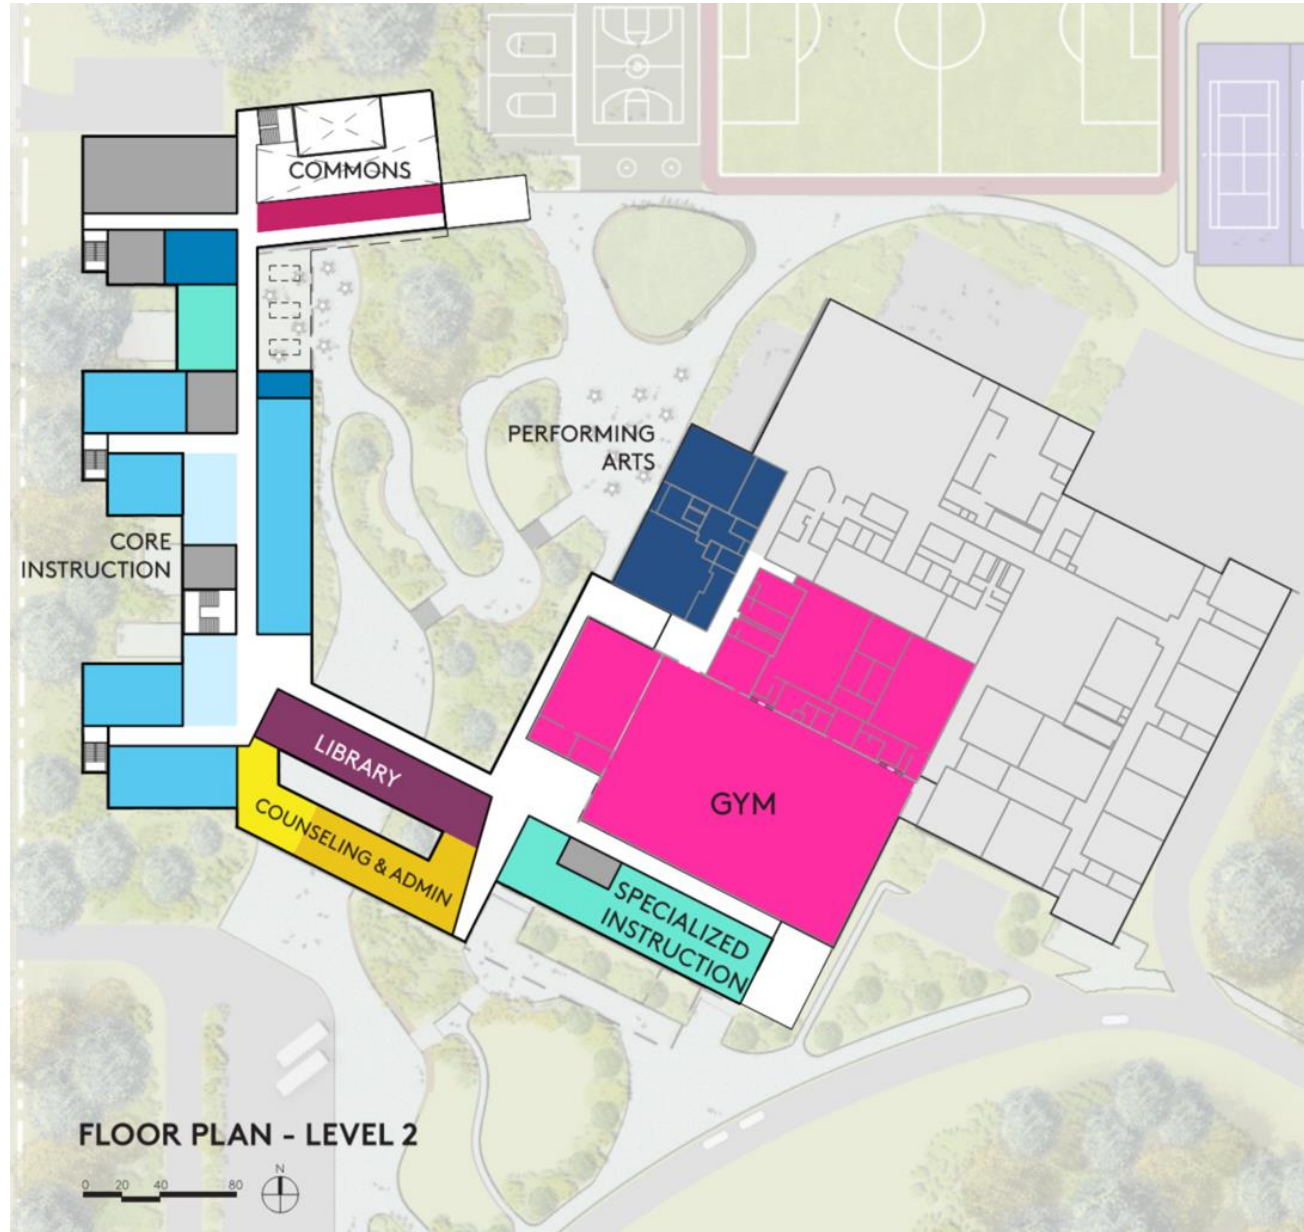 COMMONS
PERFORMING
ARTS
CORE
INSTRUCTION
LIBRARY
COUNSELING & ADMIN
GYM
SPECIALIZED
INSTRUCTION
FLOOR PLAN - LEVEL 2
0 20 40 80
N